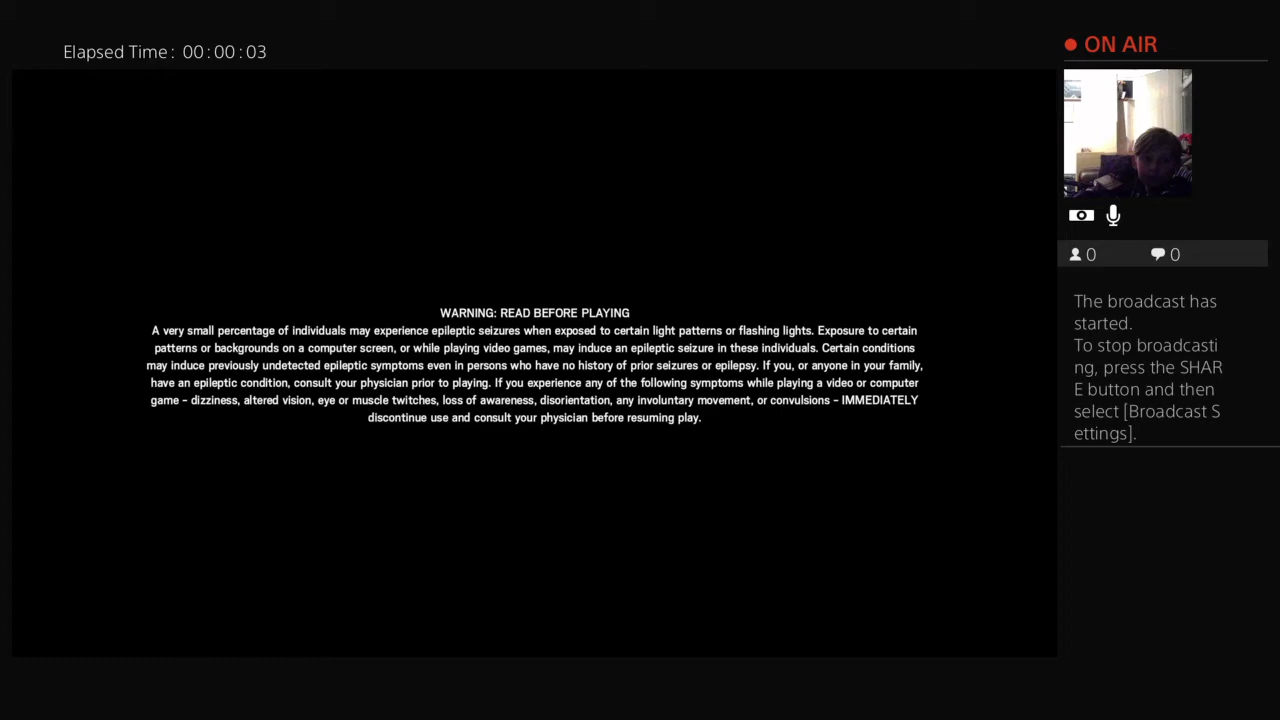 Elapsed Time: 00:00:03
ON AIR
WARNING: READ BEFORE PLAYING
A very small percentage of individuals may experience epileptic seizures when exposed to certain light patterns or flashing lights. Exposure to certain
patterns or backgrounds on a computer screen, or while playing video games, may induce an epileptic seizure in these individuals. Certain conditions
may induce previously undetected epileptic symptoms even in persons who have no history of prior seizures or epilepsy. If you, or anyone in your family,
have an epileptic condition, consult your physician prior to playing. If you experience any of the following symptoms while playing a video or computer
game - dizziness, altered vision, eye or muscle twitches, loss of awareness, disorientation, any involuntary movement, or convulsions - IMMEDIATELY
discontinue use and consult your physician before resuming play.
0 0
The broadcast has
started.
To stop broadcasti
ng, press the SHAR
E button and then
select [Broadcast S
ettings].